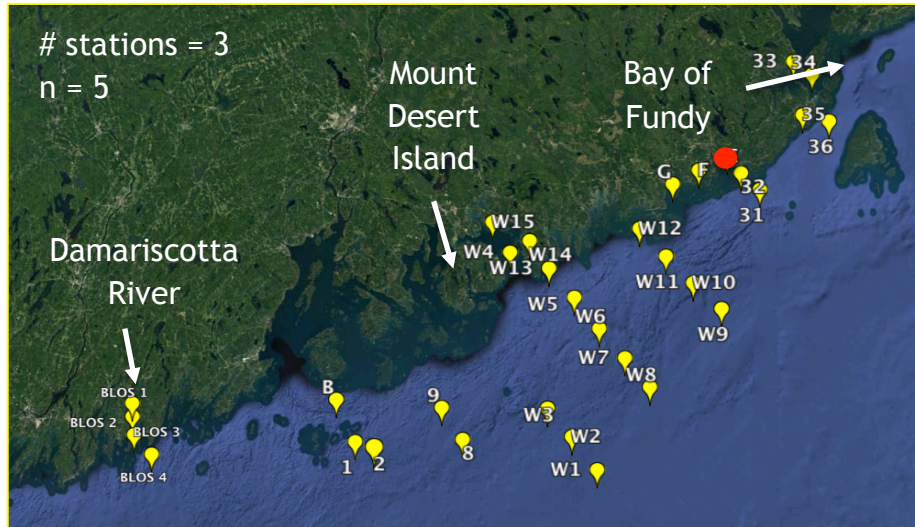 # stations = 3
n = 5
Mount
Desert
Island
Bay of
Fundy
Damariscotta
River
33
34
35
36
G
F
32
31
W15
W4
W13
W14
W12
W11
W10
W9
W5
W6
W7
W8
B
9
8
W3
W2
W1
1
2
BLOS 1
BLOS 2
BLOS 3
BLOS 4